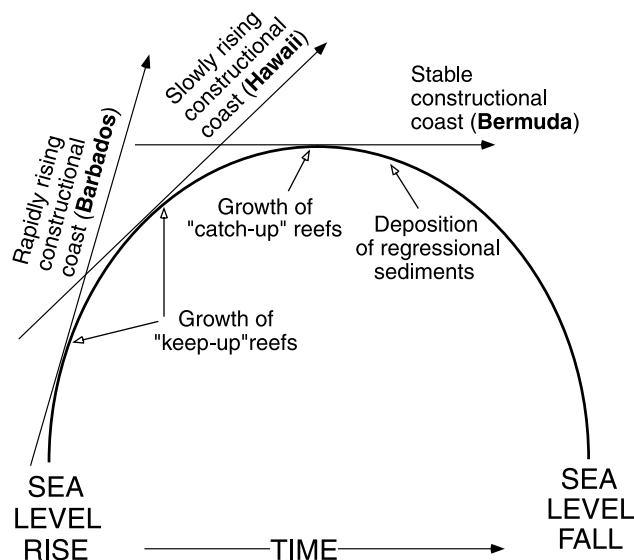 Rapidly rising
constructional
coast (Barbados)
Slowly rising
constructional
coast (Hawaii)
Stable
constructional
coast (Bermuda)
Growth of
"catch-up" reefs
Deposition
of regressional
sediments
Growth of
"keep-up"reefs
SEA
LEVEL
RISE
TIME
SEA
LEVEL
FALL